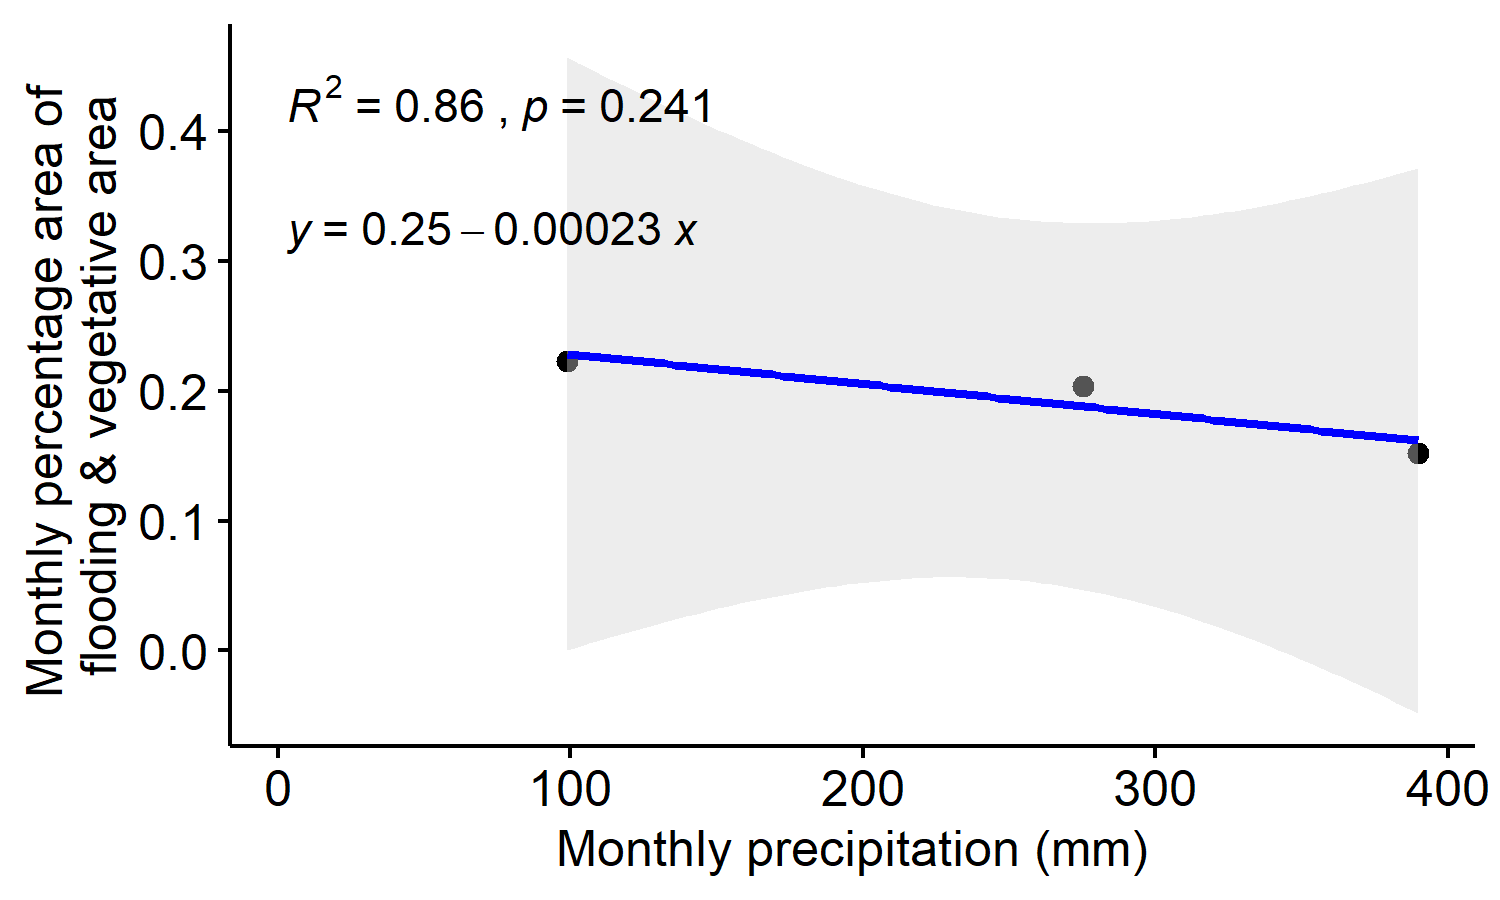 Monthly percentage area of
flooding & vegetative area
R² = 0.86 , p = 0.241
y = 0.25 – 0.00023 x
0.4
0.3
0.2
0.1
0.0
0 100 200 300 400
Monthly precipitation (mm)